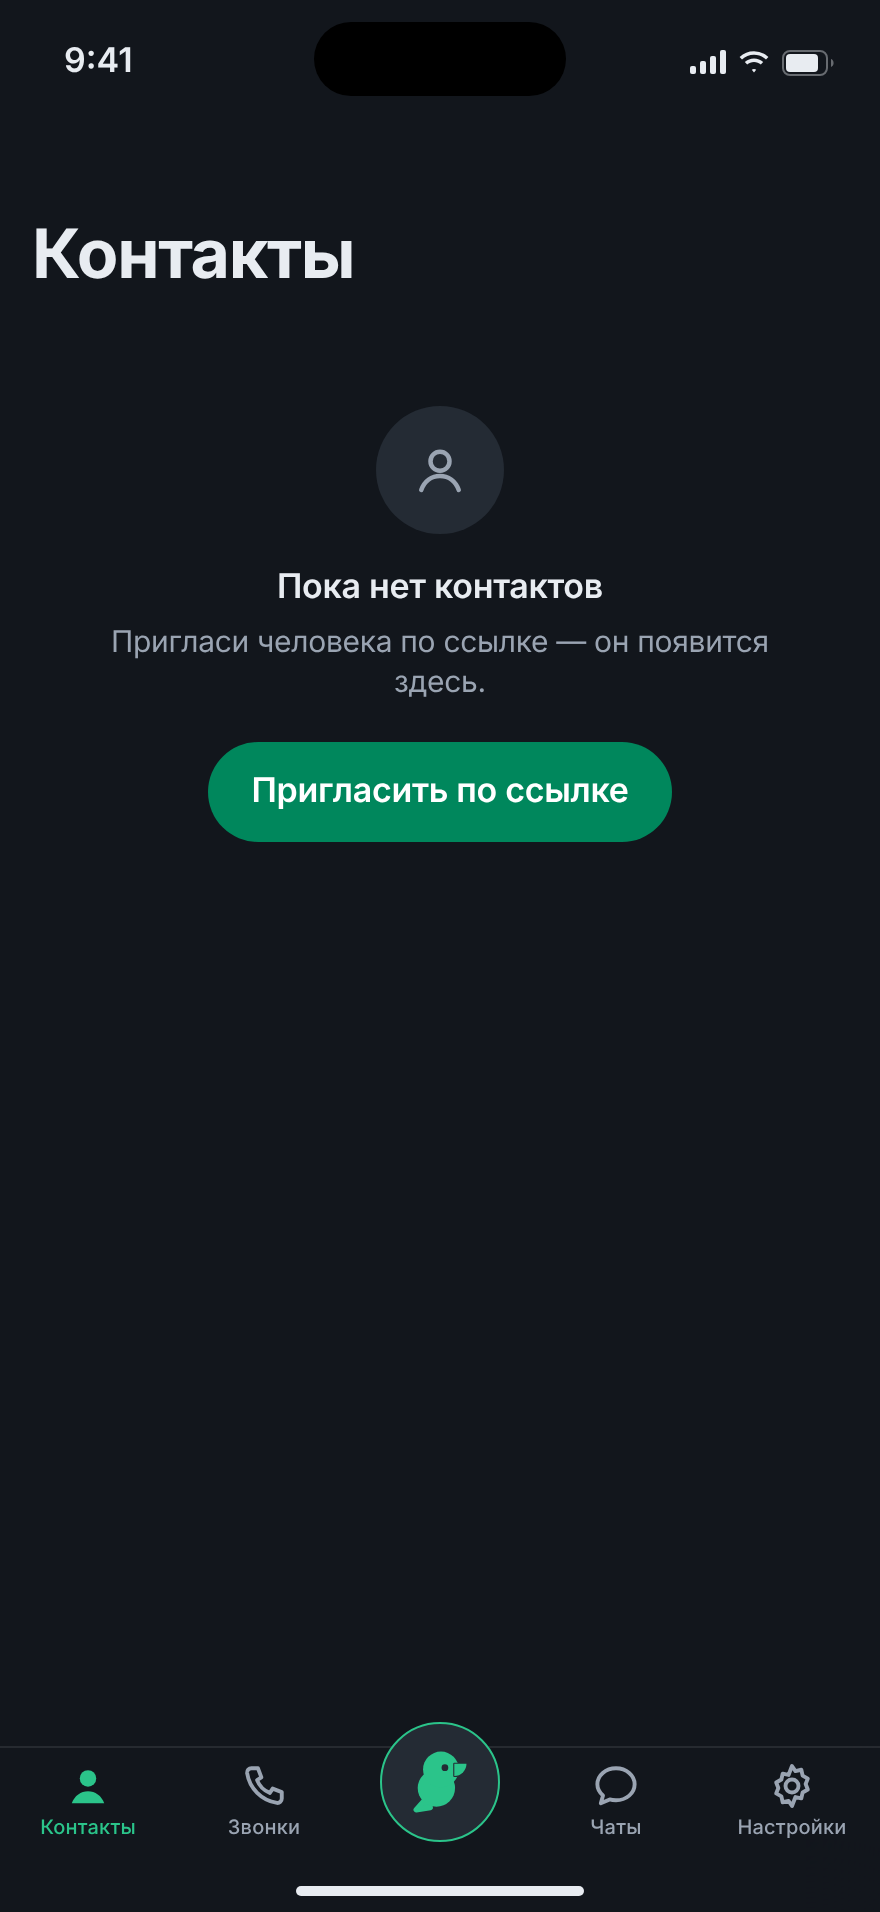 9:41
Контакты
Пока нет контактов
Пригласи человека по ссылке — он появится
здесь.
Пригласить по ссылке
Контакты
Звонки
Чаты
Настройки